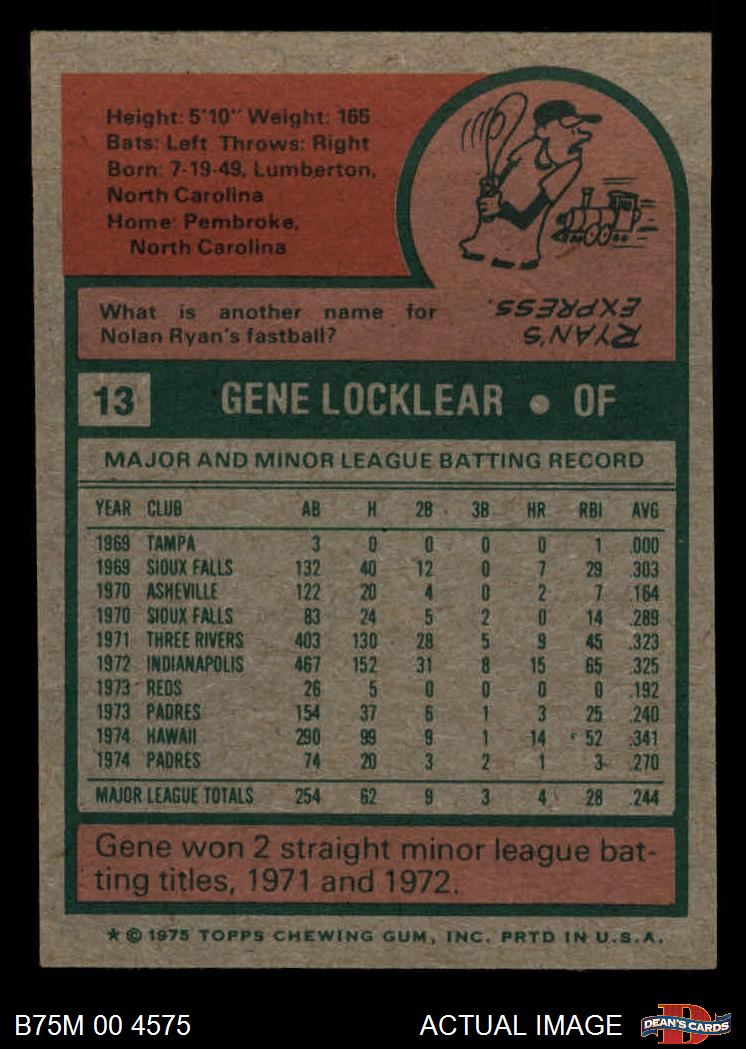 Height: 5'10" Weight: 165
Bats: Left Throws: Right
Born: 7-19-49, Lumberton,
North Carolina
Home: Pembroke,
North Carolina
What is another name for
Nolan Ryan's fastball?
RYAN'S
EXPRESS.
13 GENE LOCKLEAR • OF
MAJOR AND MINOR LEAGUE BATTING RECORD
YEAR CLUB AB H 2B 3B HR RBI AVG
1969 TAMPA 3 0 0 0 0 1 .000
1969 SIOUX FALLS 132 40 12 0 7 29 .303
1970 ASHEVILLE 122 20 4 0 2 7 .164
1970 SIOUX FALLS 83 24 5 2 0 14 .289
1971 THREE RIVERS 403 130 28 5 9 45 .323
1972 INDIANAPOLIS 467 152 31 8 15 65 .325
1973 REDS 26 5 0 0 0 0 .192
1973 PADRES 154 37 6 1 3 25 .240
1974 HAWAII 290 99 9 1 14 52 .341
1974 PADRES 74 20 3 2 1 3 .270
MAJOR LEAGUE TOTALS 254 62 9 3 4 28 .244
Gene won 2 straight minor league bat-
ting titles, 1971 and 1972.
* © 1975 TOPPS CHEWING GUM, INC. PRTD IN U.S.A.
B75M 00 4575 ACTUAL IMAGE DEAN'S CARDS